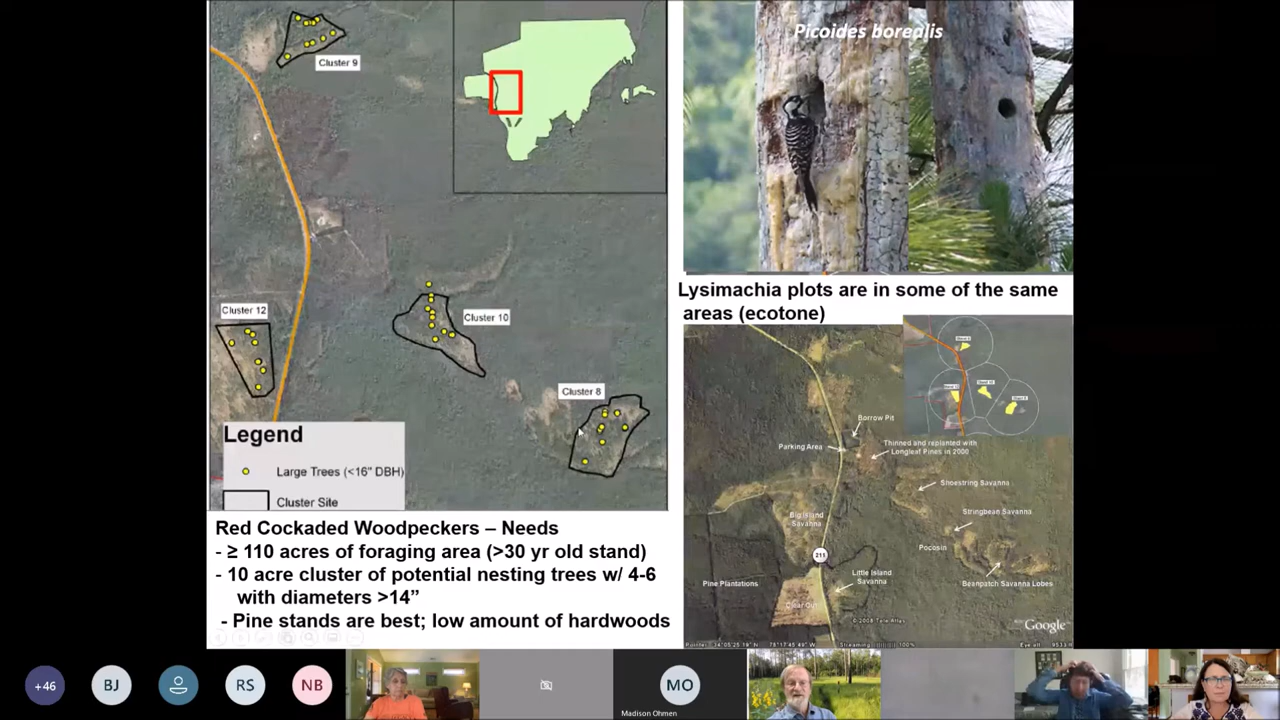 Cluster 9
Cluster 12
Cluster 10
Cluster 8
Legend
Large Trees (<16" DBH)
Cluster Site
Red Cockaded Woodpeckers – Needs
- ≥ 110 acres of foraging area (>30 yr old stand)
- 10 acre cluster of potential nesting trees w/ 4-6
with diameters >14”
- Pine stands are best; low amount of hardwoods
Picoides borealis
Lysimachia plots are in some of the same
areas (ecotone)
Borrow Pit
Parking Area
Thinned and replanted with
Longleaf Pines in 2000
Shoestring Savanna
Big Island
Savanna
Stringbean Savanna
Pocosin
211
Little Island
Savanna
Beanpatch Savanna Lobes
Pine Plantations
Clear Cut
© 2008 Tele Atlas
Google
Streaming 100%
+46
BJ
RS
NB
MO
Madison Ohmen